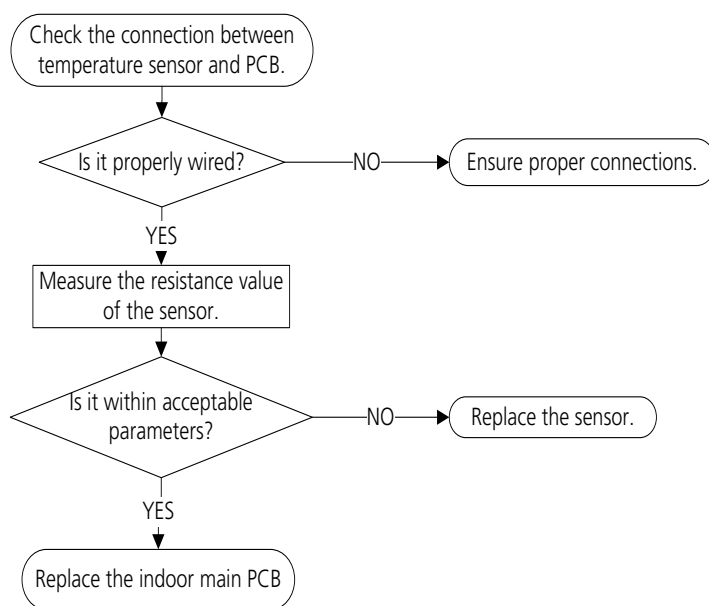 Check the connection between
temperature sensor and PCB.
Is it properly wired?
NO
Ensure proper connections.
YES
Measure the resistance value
of the sensor.
Is it within acceptable
parameters?
NO
Replace the sensor.
YES
Replace the indoor main PCB